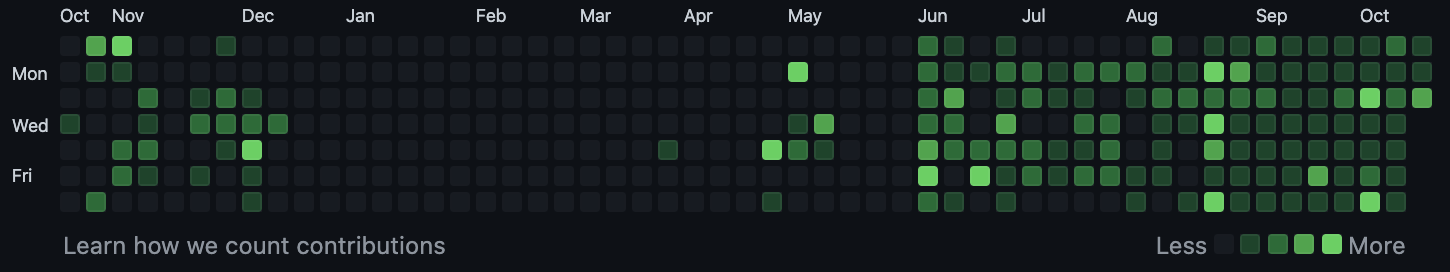 Oct Nov Dec Jan Feb Mar Apr May Jun Jul Aug Sep Oct
Mon
Wed
Fri
Learn how we count contributions Less More